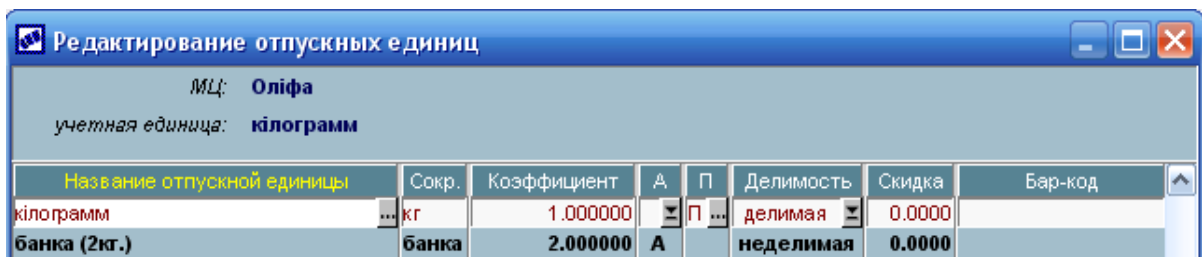 Редактирование отпускных единиц
МЦ: Оліфа
учетная единица: кілограмм
Название отпускной единицы Сокр. Коэффициент А П Делимость Скидка Бар-код
кілограмм ... кг 1.000000 П ... делимая 0.0000
банка (2кг.) банка 2.000000 А неделимая 0.0000